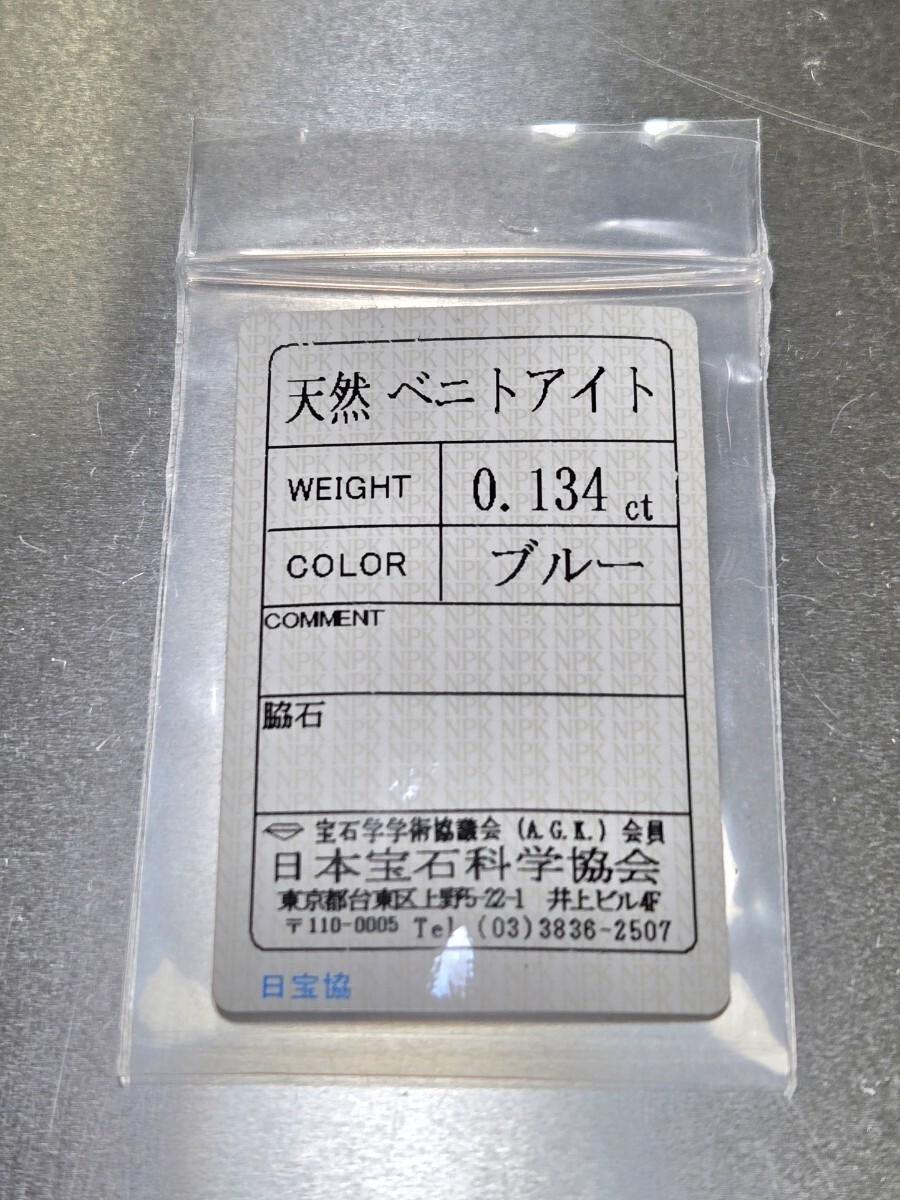 天然 ベニトアイト
WEIGHT 0.134 ct
COLOR ブルー
COMMENT
脇石
宝石学学術協議会 (A.G.K.) 会員
日本宝石科学協会
東京都台東区上野5-22-1 井上ビル4F
〒110-0005 Tel (03)3836-2507
日宝協